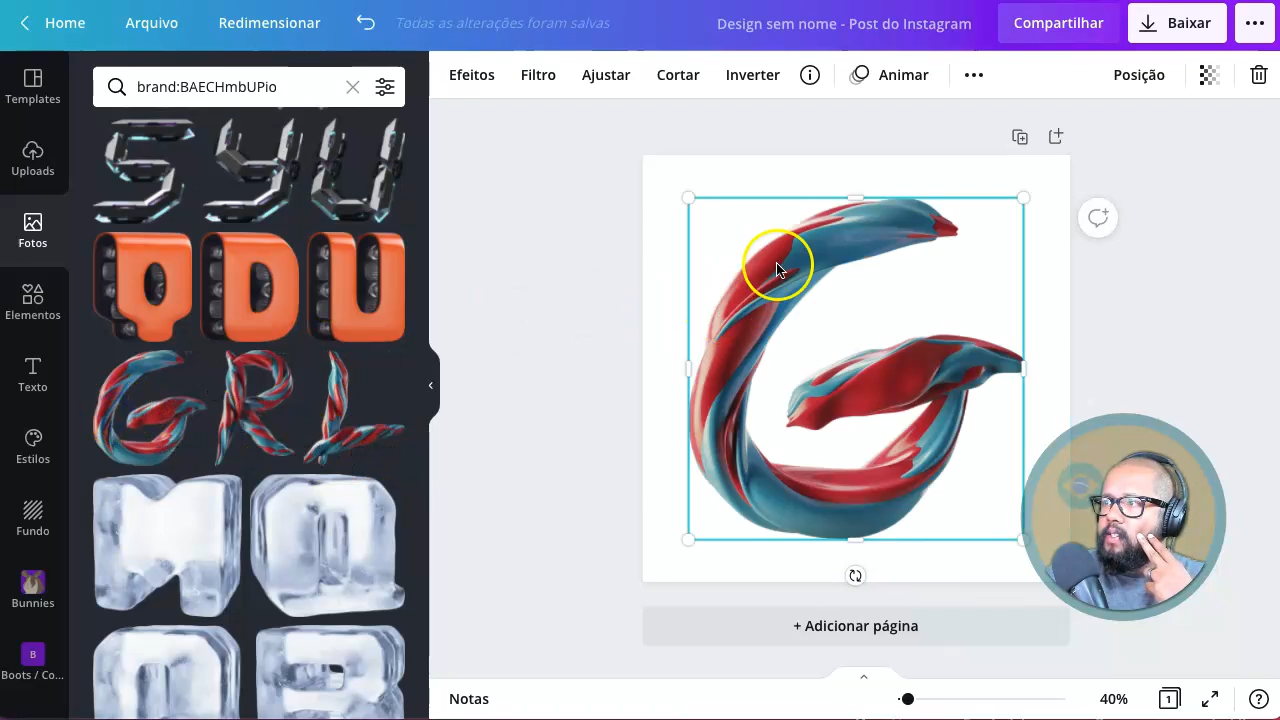 Home
Arquivo
Redimensionar
Todas as alterações foram salvas
Design sem nome - Post do Instagram
Compartilhar
Baixar
Templates
Uploads
Fotos
Elementos
Texto
Estilos
Fundo
Bunnies
B
Boots / Co...
brand:BAECHmbUPio
S Y U
Q D U
G R L
Efeitos
Filtro
Ajustar
Cortar
Inverter
Animar
Posição
G
+ Adicionar página
Notas
40%
1